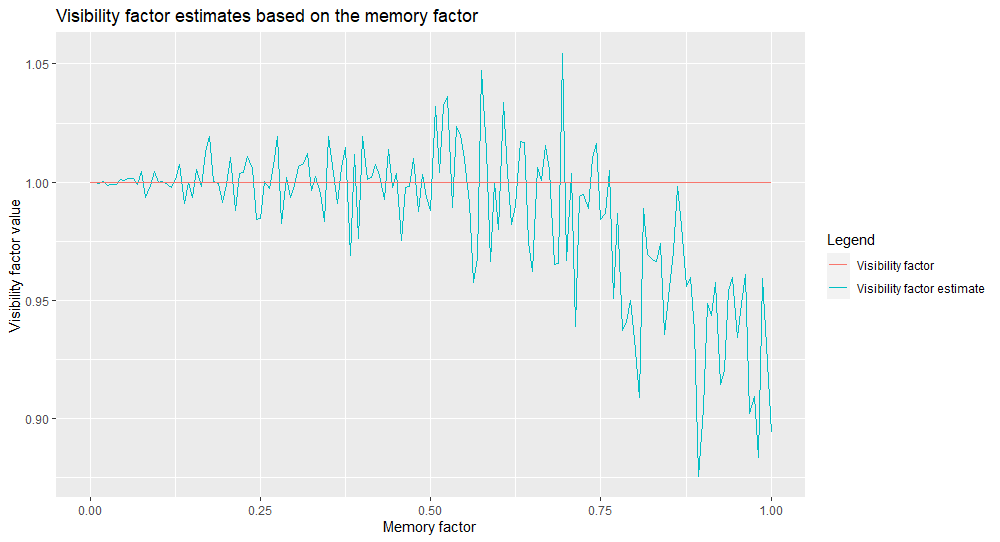 Visibility factor estimates based on the memory factor
Visibility factor value
1.05
1.00
0.95
0.90
0.00
0.25
0.50
0.75
1.00
Memory factor
Legend
Visibility factor
Visibility factor estimate